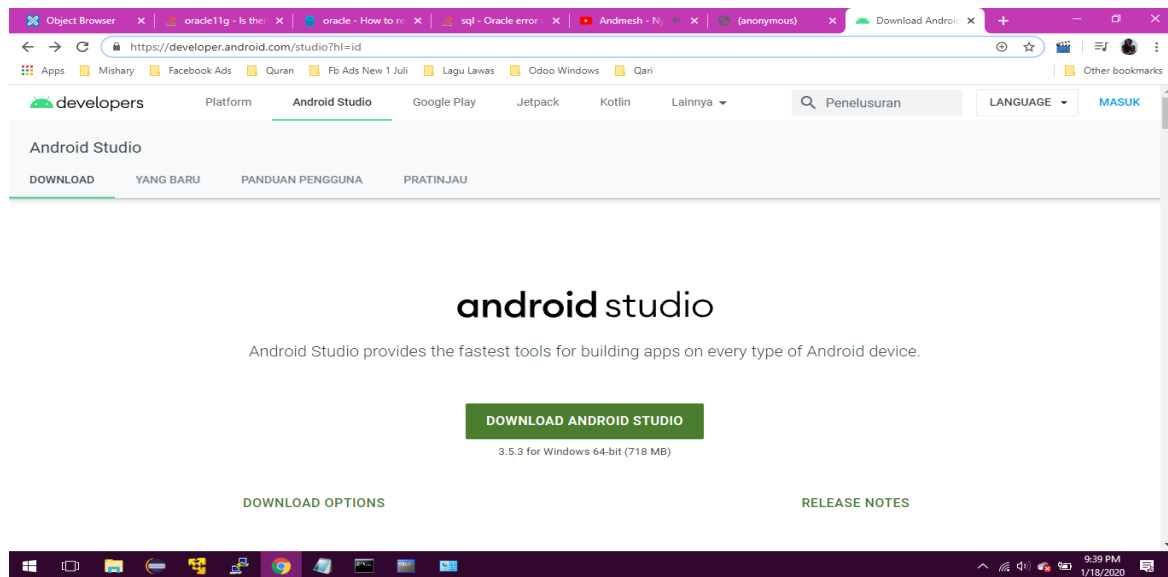 Object Browser
oracle11g - Is ther
oracle - How to re
sql - Oracle error :
Andmesh - Ny
(anonymous)
Download Androi
https://developer.android.com/studio?hl=id
Apps Mishary Facebook Ads Quran Fb Ads New 1 Juli Lagu Lawas Odoo Windows Qari Other bookmarks
developers Platform Android Studio Google Play Jetpack Kotlin Lainnya Penelusuran LANGUAGE MASUK
Android Studio
DOWNLOAD YANG BARU PANDUAN PENGGUNA PRATINJAU
android studio
Android Studio provides the fastest tools for building apps on every type of Android device.
DOWNLOAD ANDROID STUDIO
3.5.3 for Windows 64-bit (718 MB)
DOWNLOAD OPTIONS RELEASE NOTES
9:39 PM
1/18/2020